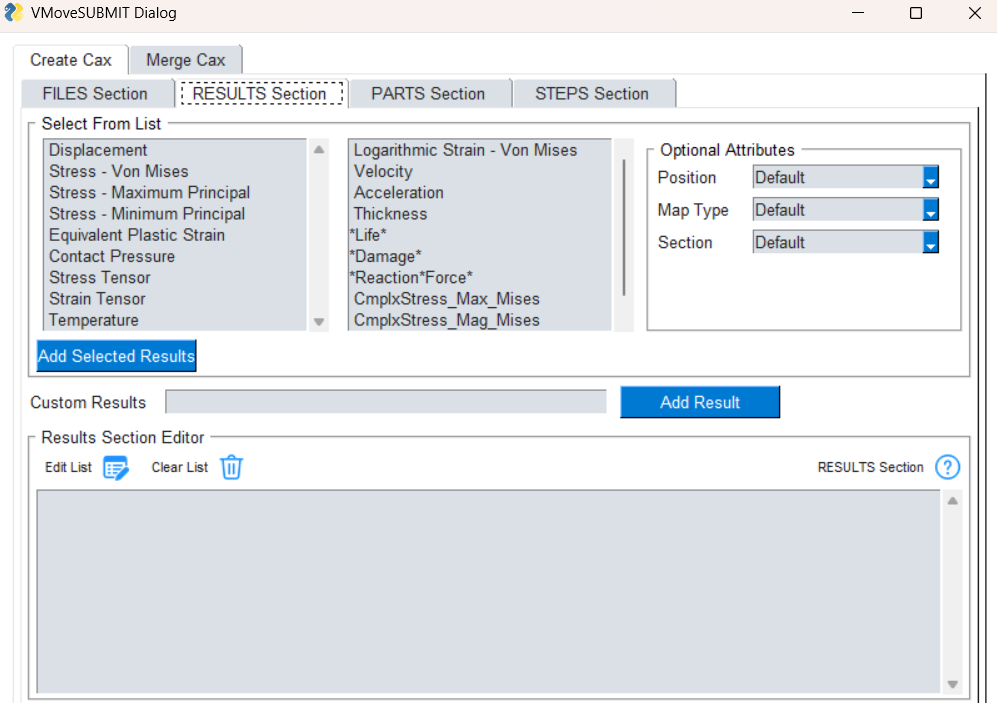 VMoveSUBMIT Dialog
Create Cax
Merge Cax
FILES Section
RESULTS Section
PARTS Section
STEPS Section
Select From List
Displacement
Stress - Von Mises
Stress - Maximum Principal
Stress - Minimum Principal
Equivalent Plastic Strain
Contact Pressure
Stress Tensor
Strain Tensor
Temperature
Logarithmic Strain - Von Mises
Velocity
Acceleration
Thickness
*Life*
*Damage*
*Reaction*Force*
CmplxStress_Max_Mises
CmplxStress_Mag_Mises
Optional Attributes
Position Default
Map Type Default
Section Default
Add Selected Results
Custom Results
Add Result
Results Section Editor
Edit List
Clear List
RESULTS Section ?